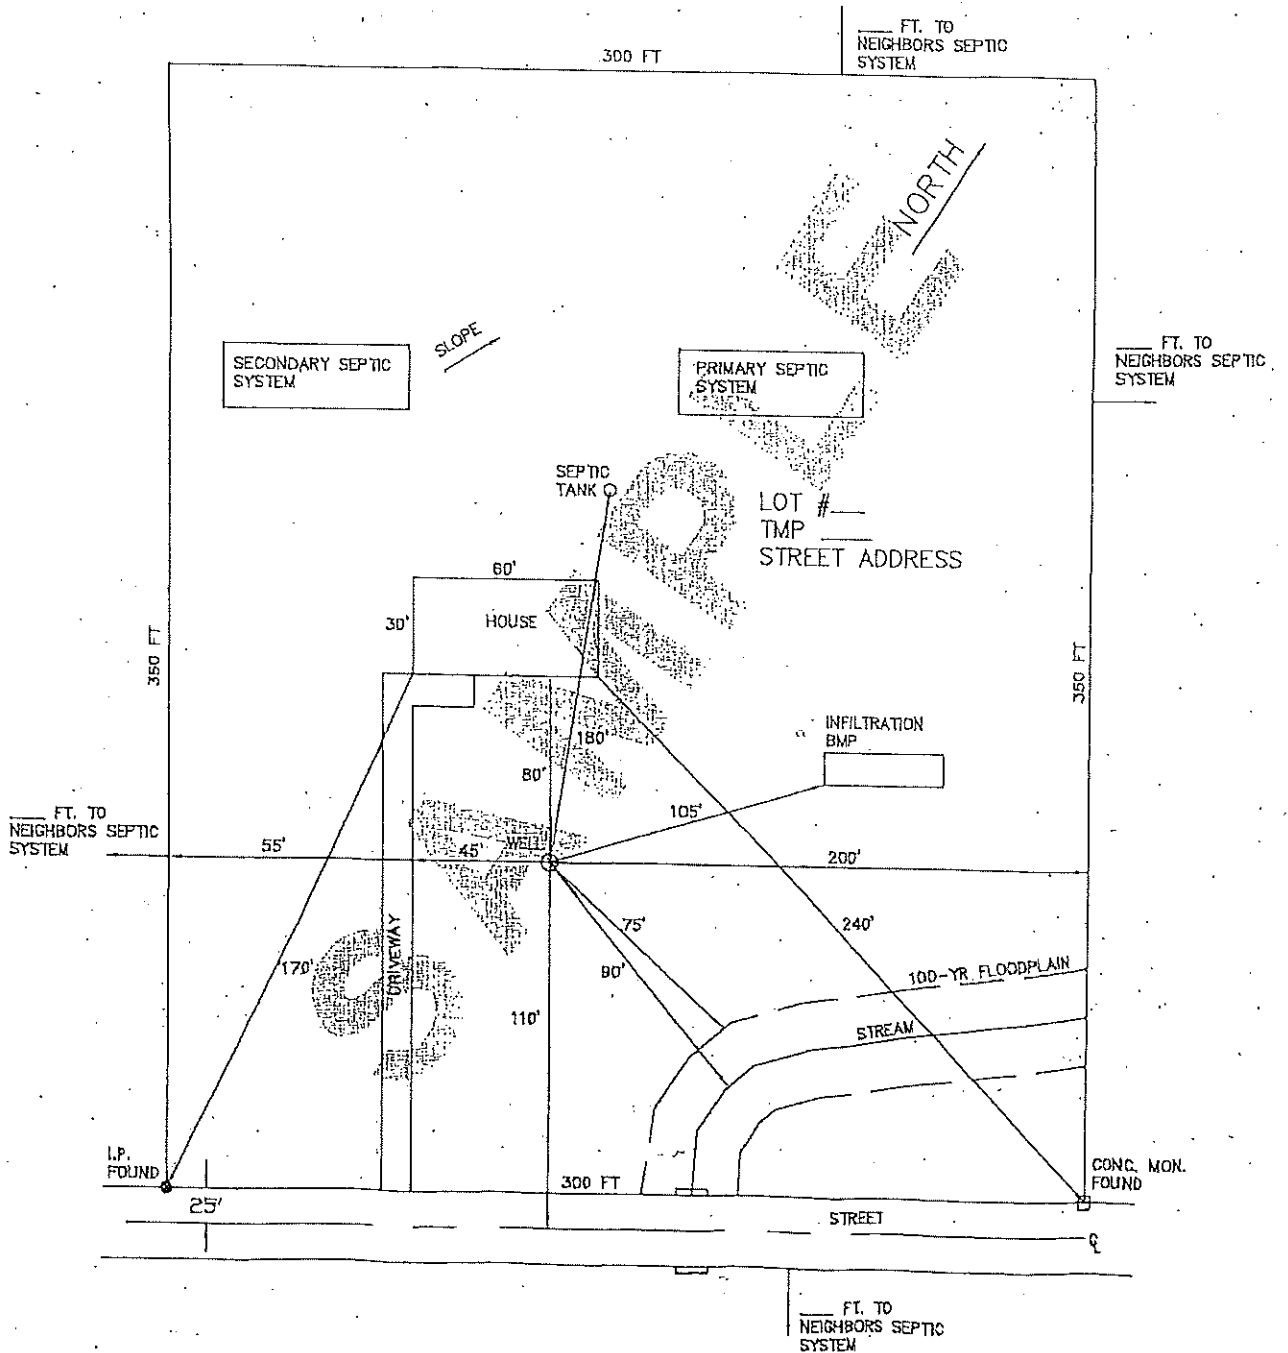 ___ FT. TO
NEIGHBORS SEPTIC
SYSTEM
300 FT
NORTH
SLOPE
SECONDARY SEPTIC
SYSTEM
PRIMARY SEPTIC
SYSTEM
___ FT. TO
NEIGHBORS SEPTIC
SYSTEM
SEPTIC
TANK
LOT #___
TMP ___
STREET ADDRESS
60'
30'
HOUSE
350 FT
350 FT
INFILTRATION
BMP
180'
80'
105'
___ FT. TO
NEIGHBORS SEPTIC
SYSTEM
55'
45'
WELL
200'
75'
240'
90'
DRIVEWAY
170'
110'
100-YR FLOODPLAIN
STREAM
I.P.
FOUND
CONC. MON.
FOUND
25'
300 FT
STREET
CL
___ FT. TO
NEIGHBORS SEPTIC
SYSTEM
SAMPLE